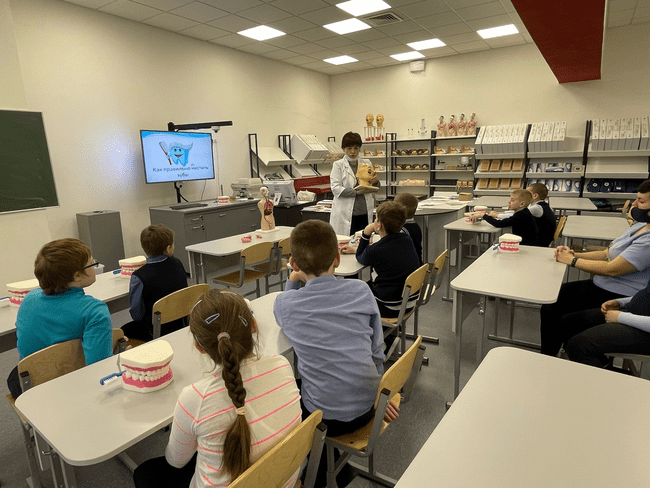 Как правильно чистить
зубы